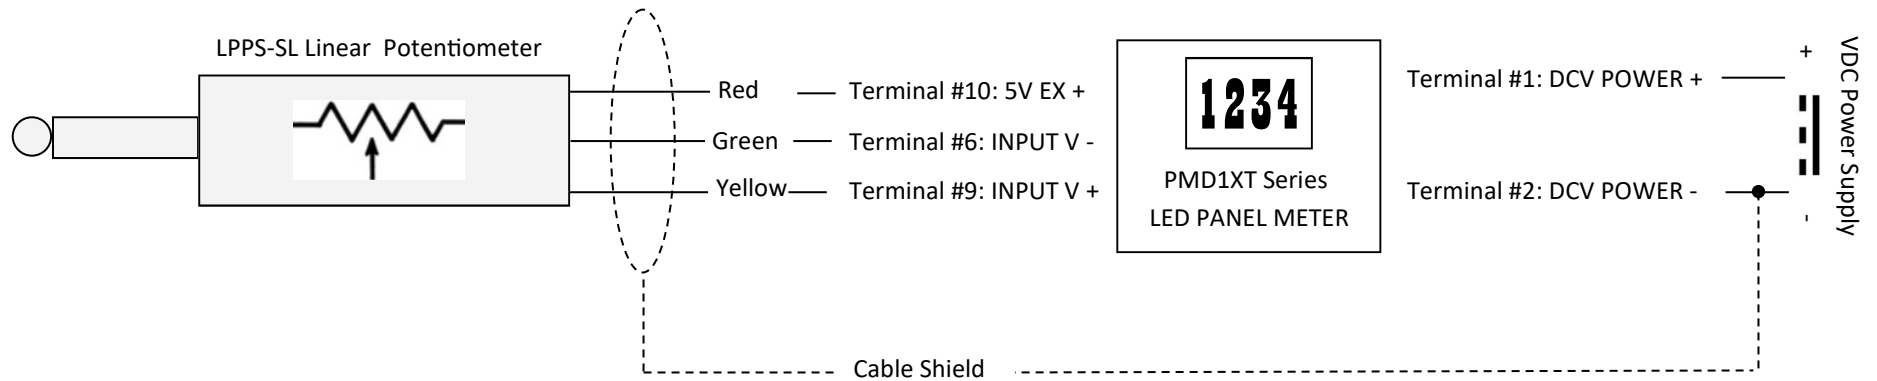 LPPS-SL Linear Potentiometer
Red
Terminal #10: 5V EX +
Green
Terminal #6: INPUT V -
Yellow
Terminal #9: INPUT V +
1234
PMD1XT Series
LED PANEL METER
Terminal #1: DCV POWER +
Terminal #2: DCV POWER -
+
-
VDC Power Supply
Cable Shield